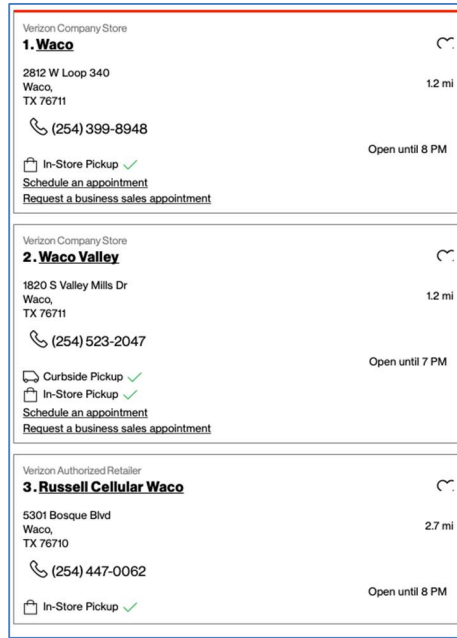 Verizon Company Store
1. Waco
2812 W Loop 340
Waco,
TX 76711
1.2 mi
(254) 399-8948
Open until 8 PM
In-Store Pickup
Schedule an appointment
Request a business sales appointment
Verizon Company Store
2. Waco Valley
1820 S Valley Mills Dr
Waco,
TX 76711
1.2 mi
(254) 523-2047
Open until 7 PM
Curbside Pickup
In-Store Pickup
Schedule an appointment
Request a business sales appointment
Verizon Authorized Retailer
3. Russell Cellular Waco
5301 Bosque Blvd
Waco,
TX 76710
2.7 mi
(254) 447-0062
Open until 8 PM
In-Store Pickup